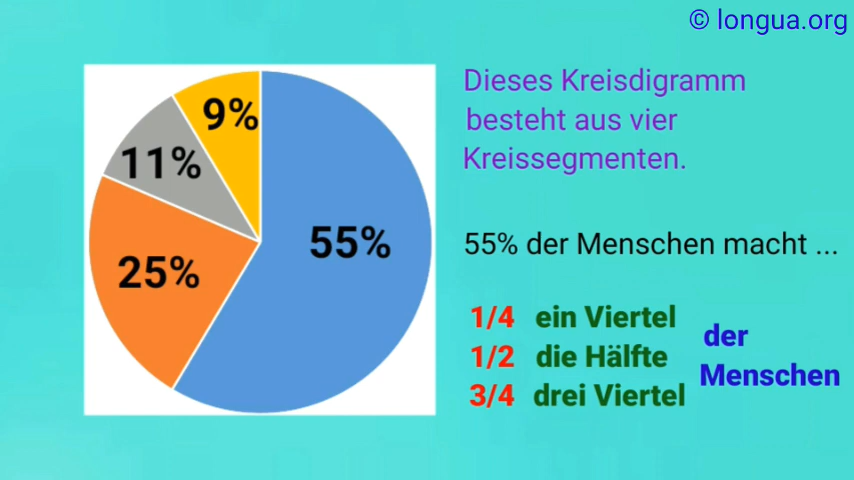 © longua.org
9%
11%
55%
25%
Dieses Kreisdigramm
besteht aus vier
Kreissegmenten.
55% der Menschen macht ...
1/4 ein Viertel
1/2 die Hälfte
3/4 drei Viertel
der
Menschen